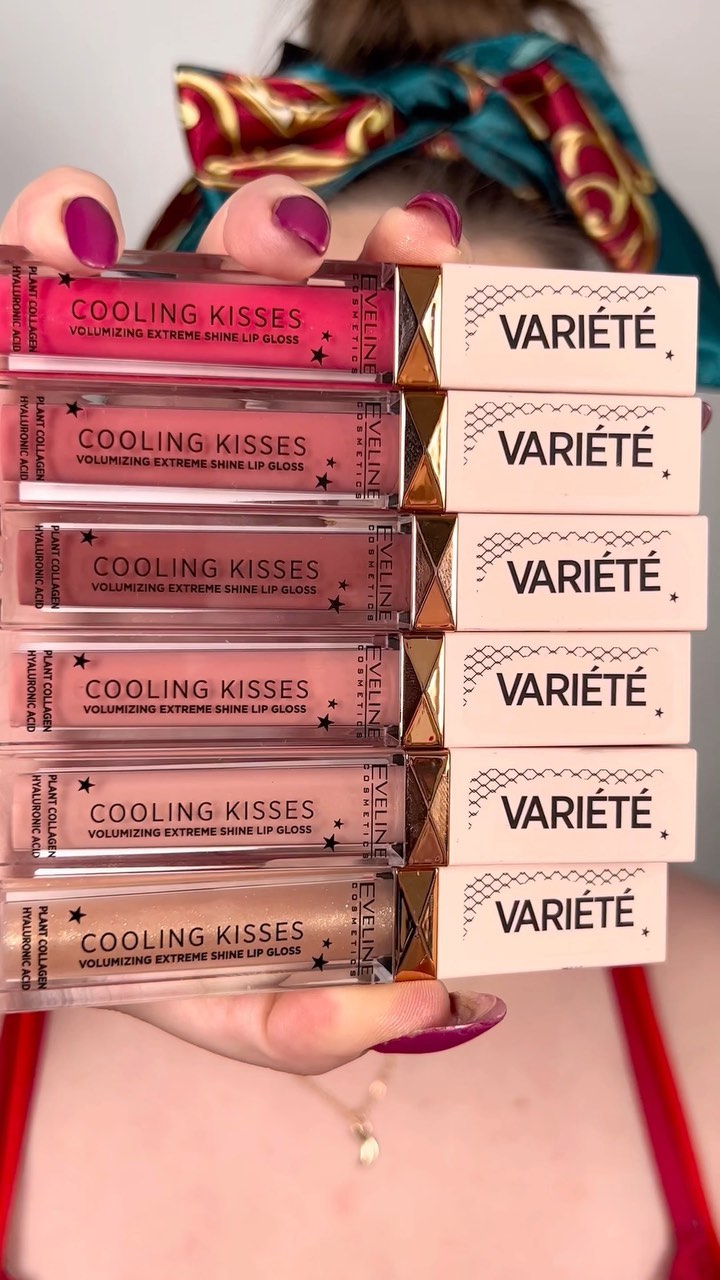 PLANT COLLAGEN
HYALURONIC ACID
COOLING KISSES
VOLUMIZING EXTREME SHINE LIP GLOSS
EVELINE
COSMETICS
VARIÉTÉ
PLANT COLLAGEN
HYALURONIC ACID
COOLING KISSES
VOLUMIZING EXTREME SHINE LIP GLOSS
EVELINE
COSMETICS
VARIÉTÉ
PLANT COLLAGEN
HYALURONIC ACID
COOLING KISSES
VOLUMIZING EXTREME SHINE LIP GLOSS
EVELINE
COSMETICS
VARIÉTÉ
PLANT COLLAGEN
HYALURONIC ACID
COOLING KISSES
VOLUMIZING EXTREME SHINE LIP GLOSS
EVELINE
COSMETICS
VARIÉTÉ
PLANT COLLAGEN
HYALURONIC ACID
COOLING KISSES
VOLUMIZING EXTREME SHINE LIP GLOSS
EVELINE
COSMETICS
VARIÉTÉ
PLANT COLLAGEN
HYALURONIC ACID
COOLING KISSES
VOLUMIZING EXTREME SHINE LIP GLOSS
EVELINE
COSMETICS
VARIÉTÉ